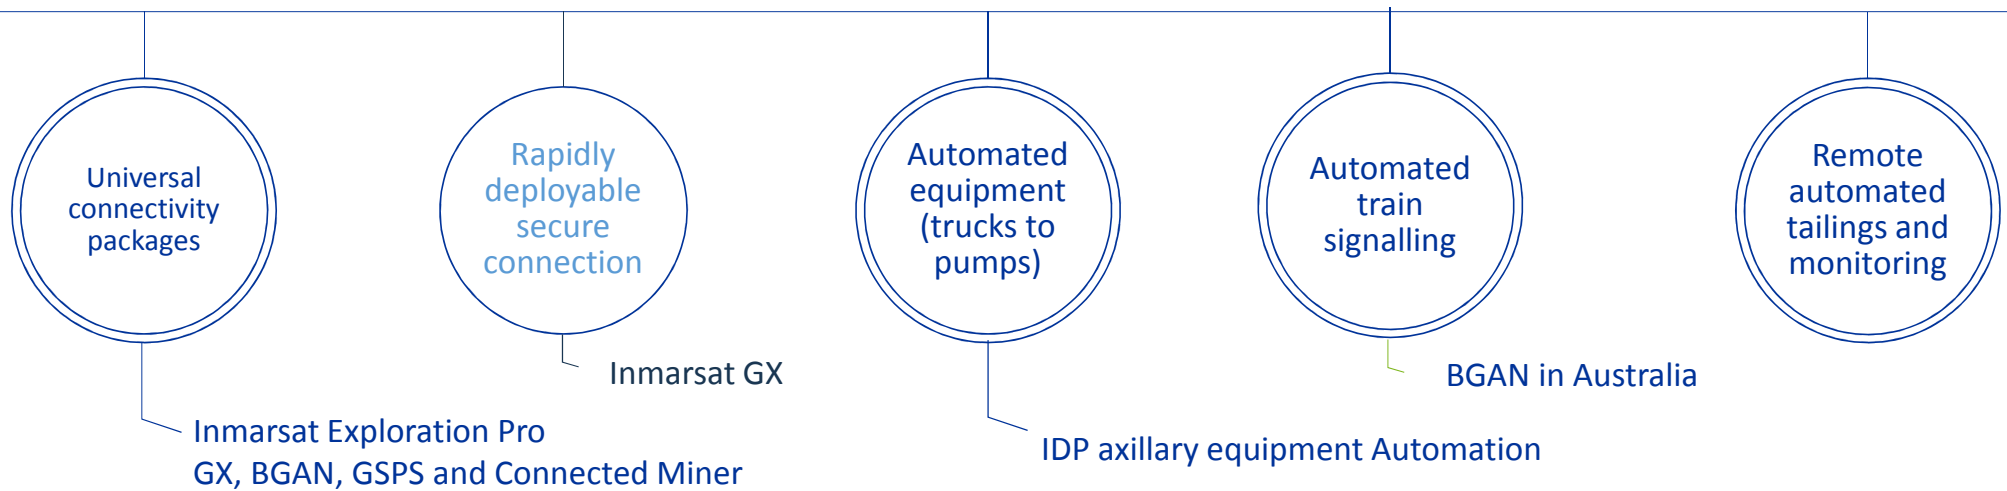 Universal
connectivity
packages
Rapidly
deployable
secure
connection
Automated
equipment
(trucks to
pumps)
Automated
train
signalling
Remote
automated
tailings and
monitoring
Inmarsat Exploration Pro
GX, BGAN, GSPS and Connected Miner
Inmarsat GX
IDP axillary equipment Automation
BGAN in Australia